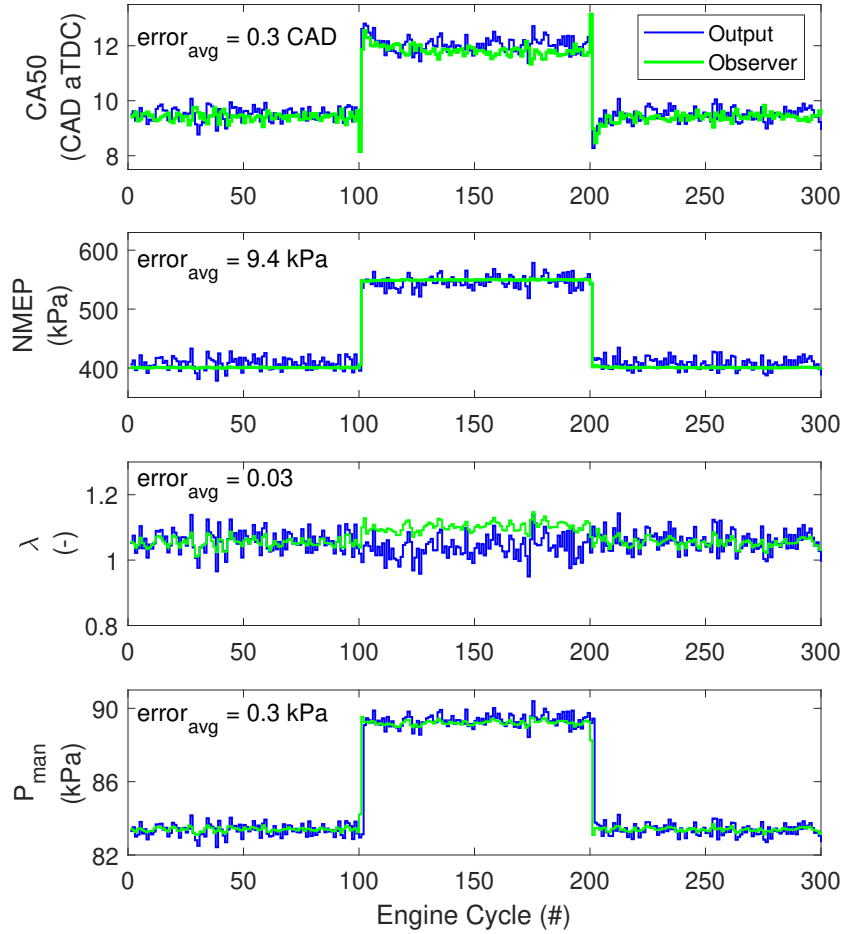 error_avg = 0.3 CAD
Output
Observer
CA50
(CAD aTDC)
12
10
8
0 50 100 150 200 250 300
error_avg = 9.4 kPa
NMEP
(kPa)
600
500
400
0 50 100 150 200 250 300
error_avg = 0.03
λ
(-)
1.2
1
0.8
0 50 100 150 200 250 300
error_avg = 0.3 kPa
P_man
(kPa)
90
86
82
0 50 100 150 200 250 300
Engine Cycle (#)